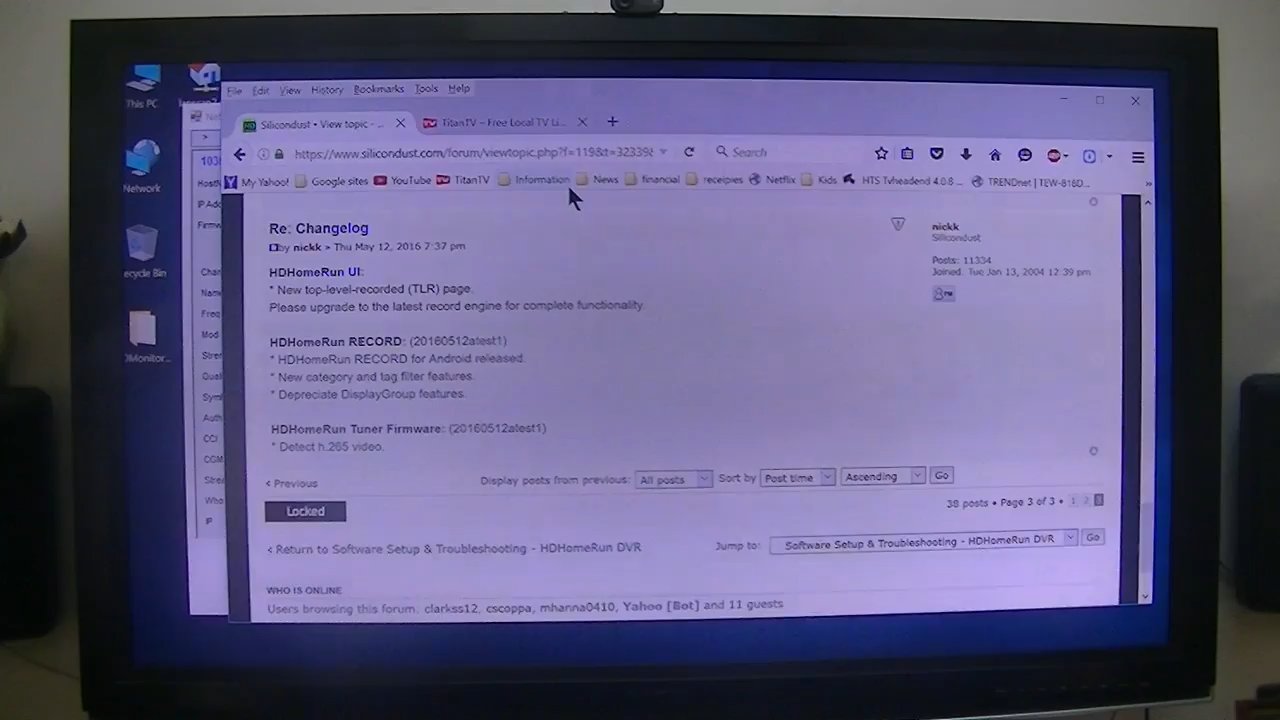 This PC
Network
ecycle Bin
File Edit View History Bookmarks Tools Help
Silicondust • View topic - ...
TitanTV – Free Local TV Li...
https://www.silicondust.com/forum/viewtopic.php?f=119&t=32339&
Search
My Yahoo! Google sites YouTube TitanTV Information News financial receipies Netflix Kids HTS Tvheadend 4.0.8 ... TRENDnet | TEW-818D...
Re: Changelog
by nickk » Thu May 12, 2016 7:37 pm
nickk
Silicondust
Posts: 11334
Joined: Tue Jan 13, 2004 12:39 pm
HDHomeRun UI:
* New top-level-recorded (TLR) page.
Please upgrade to the latest record engine for complete functionality.
HDHomeRun RECORD: (20160512atest1)
* HDHomeRun RECORD for Android released.
* New category and tag filter features.
* Depreciate DisplayGroup features.
HDHomeRun Tuner Firmware: (20160512atest1)
* Detect h.265 video.
‹ Previous
Display posts from previous: All posts Sort by Post time Ascending Go
Locked
38 posts • Page 3 of 3 • 1 2 3
‹ Return to Software Setup & Troubleshooting - HDHomeRun DVR
Jump to: Software Setup & Troubleshooting - HDHomeRun DVR Go
WHO IS ONLINE
Users browsing this forum: clarkss12, cscoppa, mhanna0410, Yahoo [Bot] and 11 guests